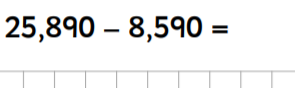 25,890 – 8,590 =